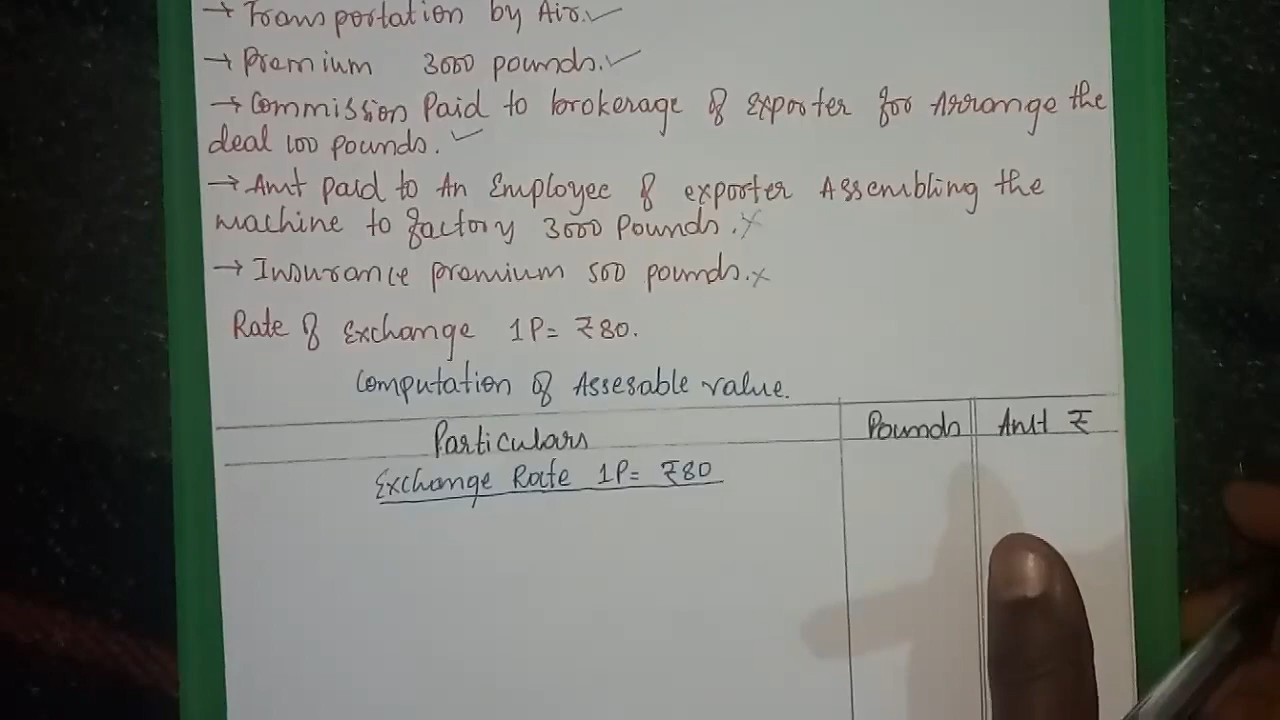 → Transportation by Air. ✓
→ Premium 3000 pounds. ✓
→ Commission Paid to brokerage of exporter for Arrange the
deal 100 pounds. ✓
→ Amt paid to An Employee of exporter Assembling the
machine to factory 3000 Pounds. ×
→ Insurance premium 500 pounds. ×
Rate of Exchange 1P= ₹80.
Computation of Assesable value.
Particulars Pounds Amt ₹
Exchange Rate 1P= ₹80